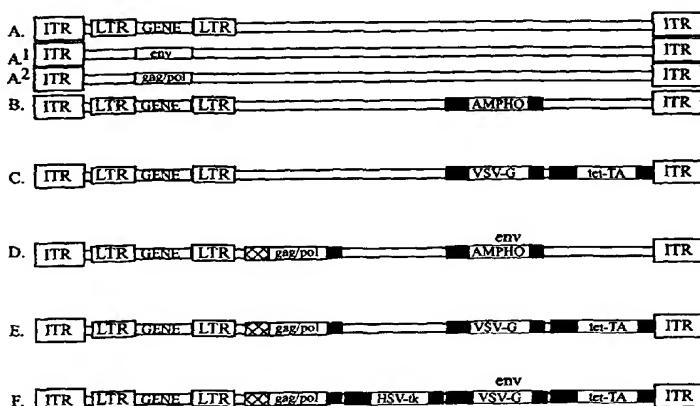 A. ITR LTR GENE LTR ITR
A1 ITR env ITR
A2 ITR gag/pol ITR
B. ITR LTR GENE LTR AMPHO ITR
C. ITR LTR GENE LTR VSV-G tet-TA ITR
env
D. ITR LTR GENE LTR gag/pol AMPHO ITR
E. ITR LTR GENE LTR gag/pol VSV-G tet-TA ITR
env
F. ITR LTR GENE LTR gag/pol HSV-tk VSV-G tet-TA ITR